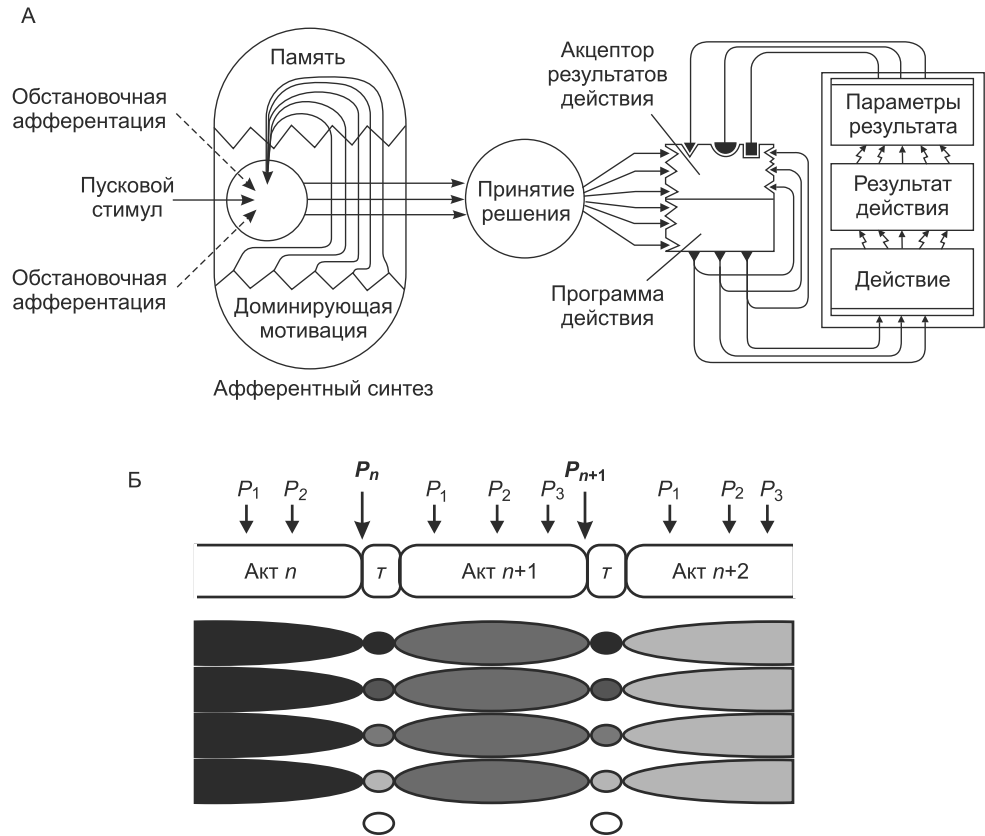 А
Память
Обстановочная
афферентация
Пусковой
стимул
Обстановочная
афферентация
Доминирующая
мотивация
Афферентный синтез
Принятие
решения
Акцептор
результатов
действия
Программа
действия
Параметры
результата
Результат
действия
Действие
Б
P1 P2 Pn P1 P2 P3 Pn+1 P1 P2 P3
Акт n τ Акт n+1 τ Акт n+2